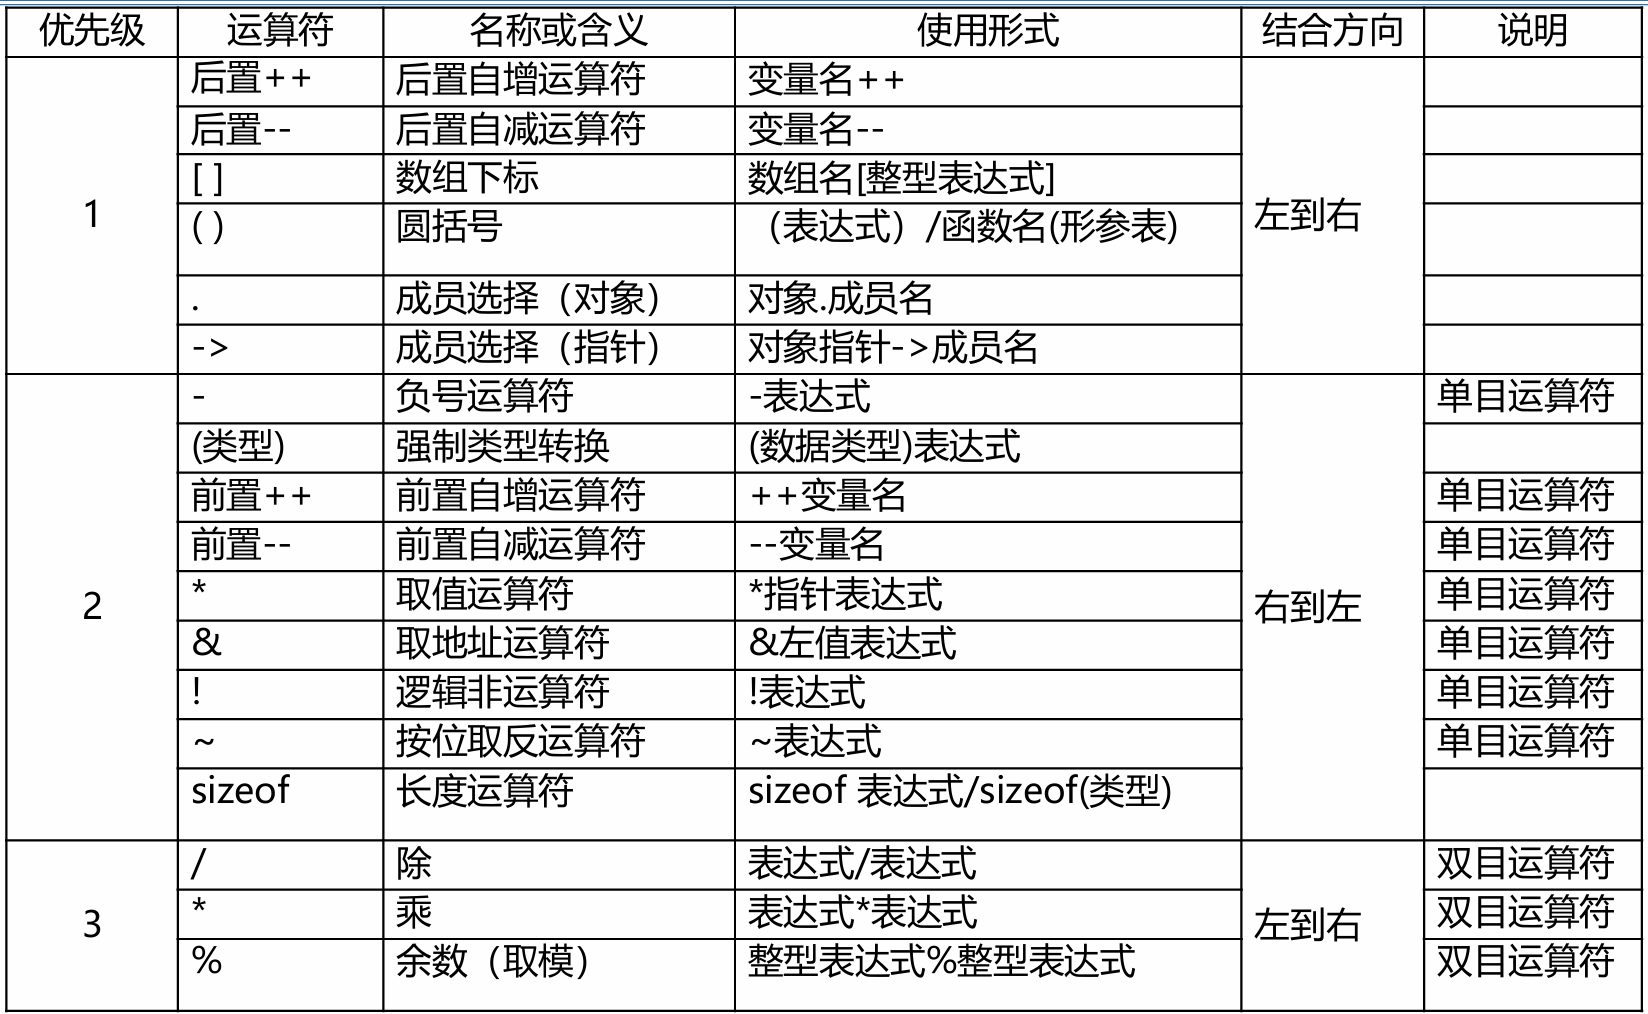 优先级 运算符 名称或含义 使用形式 结合方向 说明
1 后置++ 后置自增运算符 变量名++ 左到右
后置-- 后置自减运算符 变量名--
[ ] 数组下标 数组名[整型表达式]
( ) 圆括号 （表达式）/函数名(形参表)
. 成员选择（对象） 对象.成员名
-> 成员选择（指针） 对象指针->成员名
2 - 负号运算符 -表达式 右到左 单目运算符
(类型) 强制类型转换 (数据类型)表达式
前置++ 前置自增运算符 ++变量名 单目运算符
前置-- 前置自减运算符 --变量名 单目运算符
* 取值运算符 *指针表达式 单目运算符
& 取地址运算符 &左值表达式 单目运算符
! 逻辑非运算符 !表达式 单目运算符
~ 按位取反运算符 ~表达式 单目运算符
sizeof 长度运算符 sizeof 表达式/sizeof(类型)
3 / 除 表达式/表达式 左到右 双目运算符
* 乘 表达式*表达式 双目运算符
% 余数（取模） 整型表达式%整型表达式 双目运算符